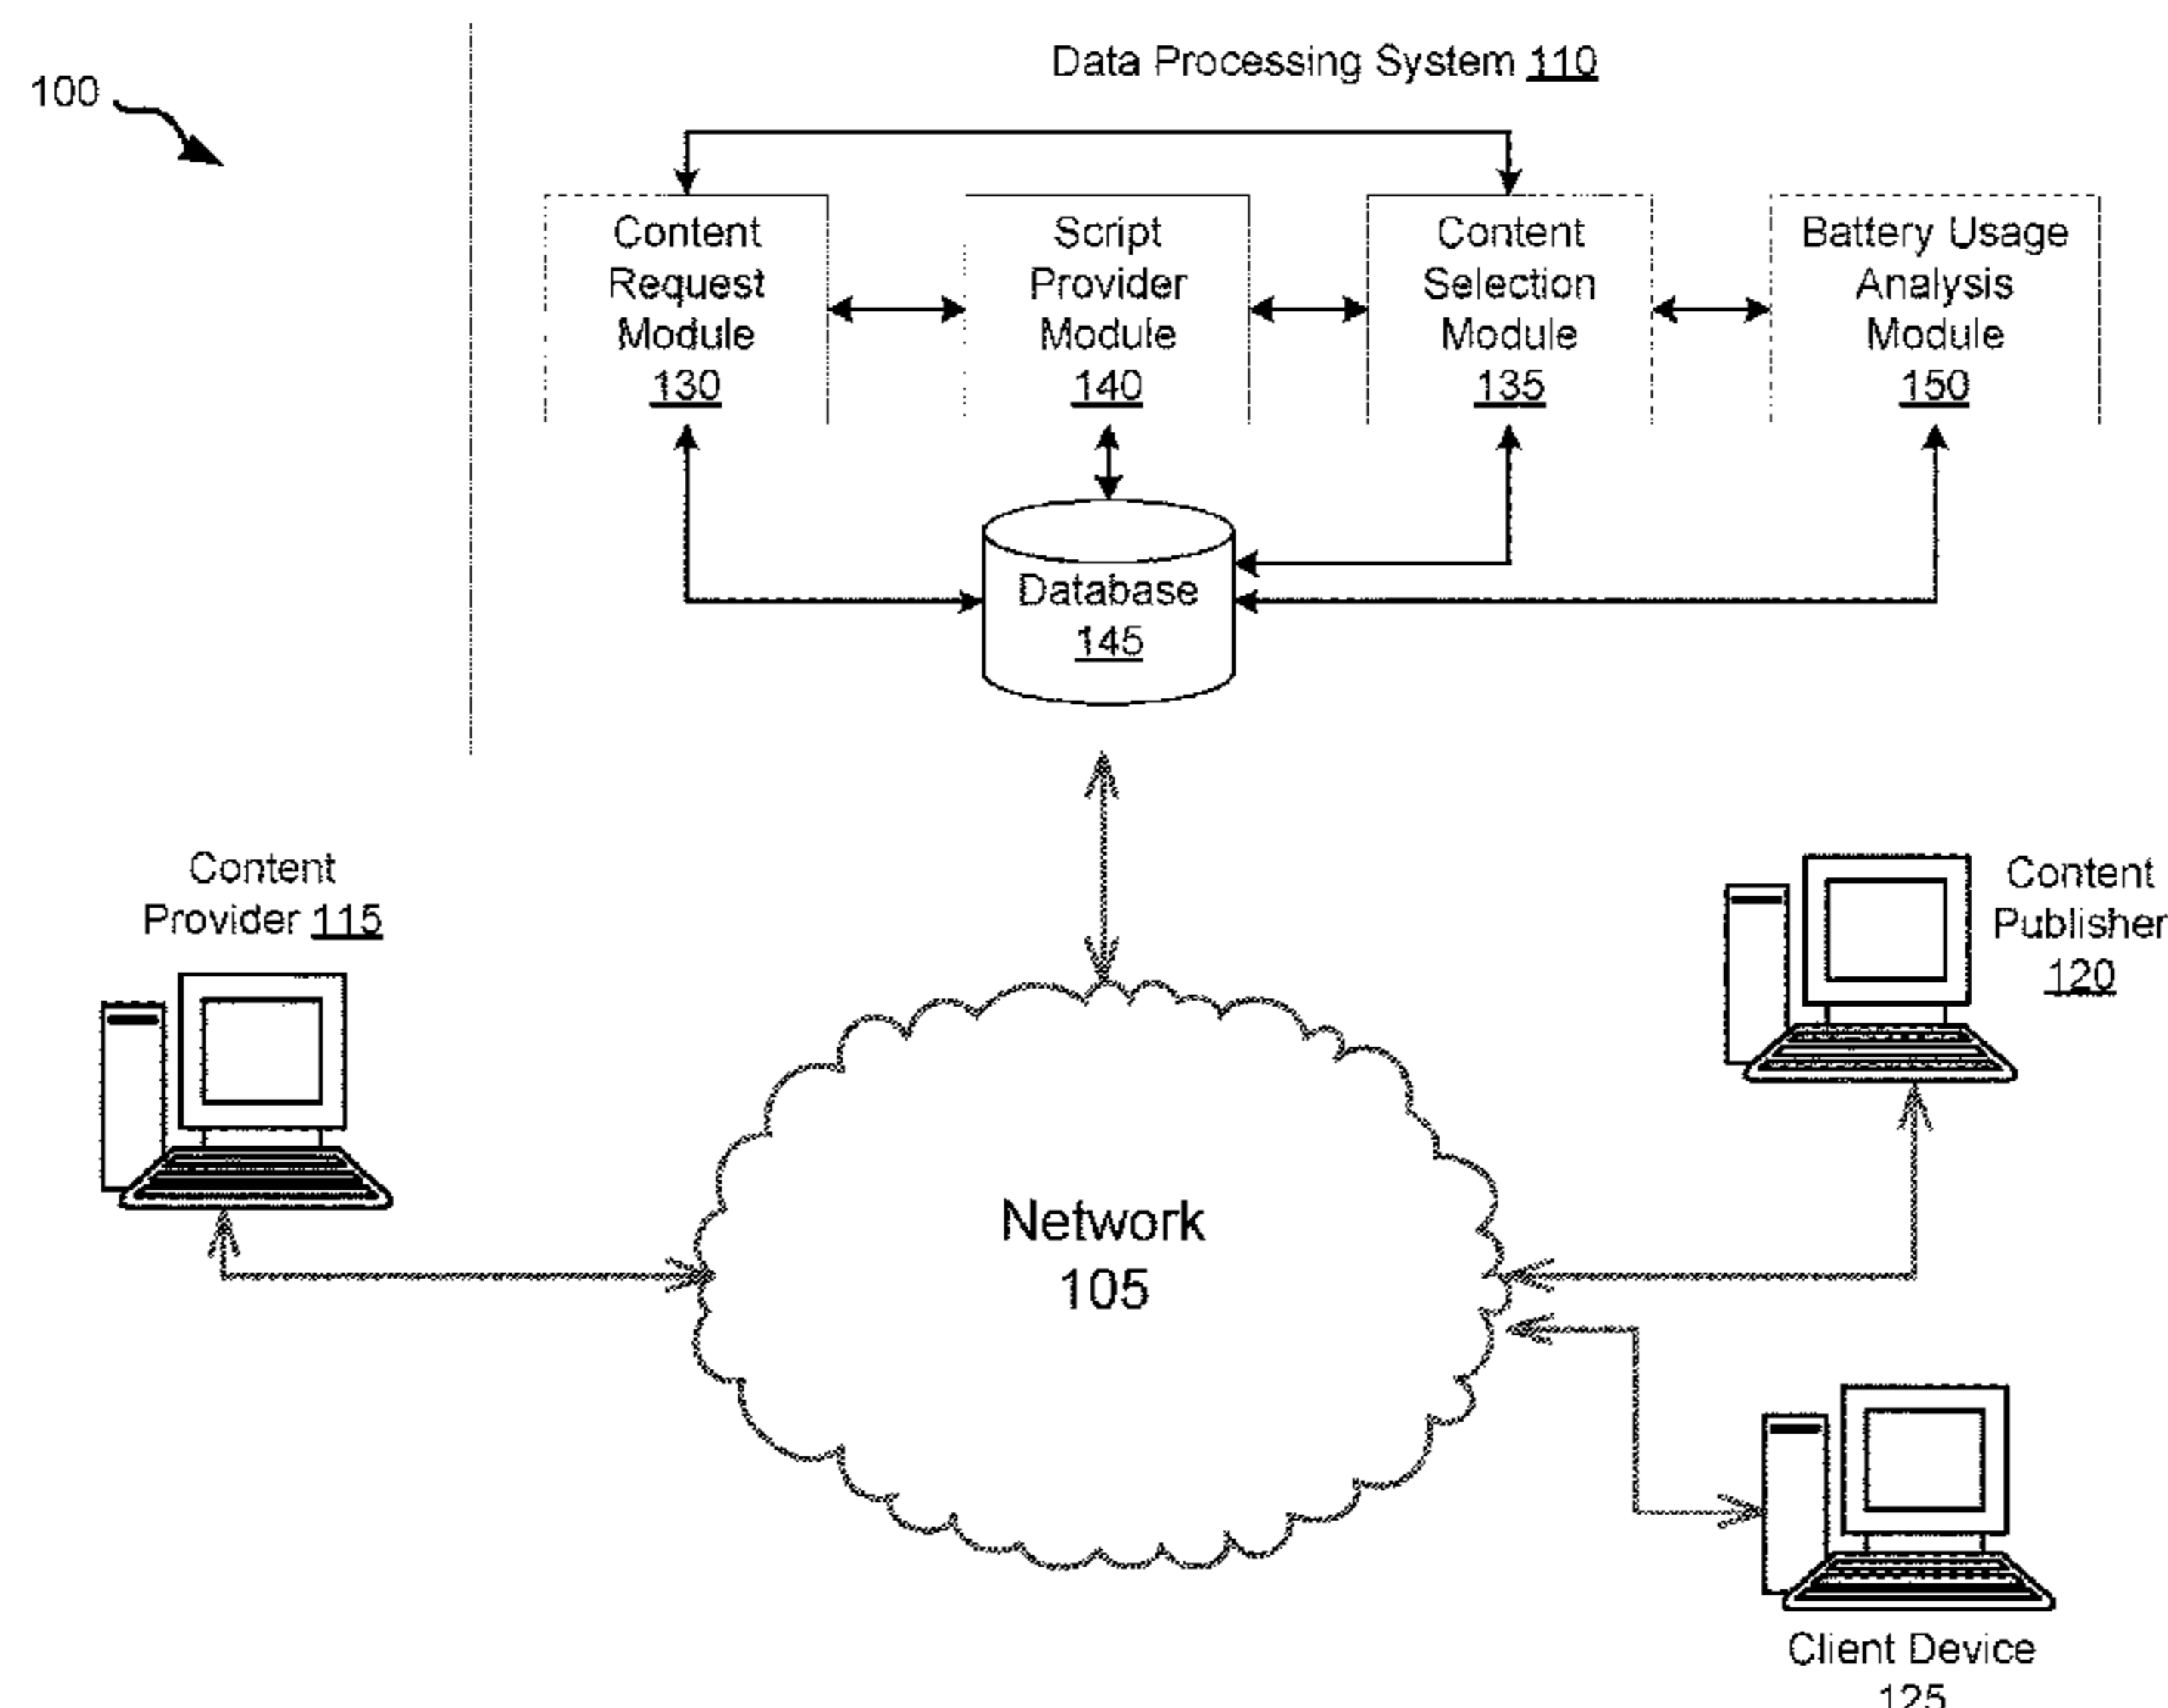 100
Data Processing System 110
Content
Request
Module
130
Script
Provider
Module
140
Content
Selection
Module
135
Battery Usage
Analysis
Module
150
Database
145
Content
Provider 115
Content
Publisher
120
Network
105
Client Device
125